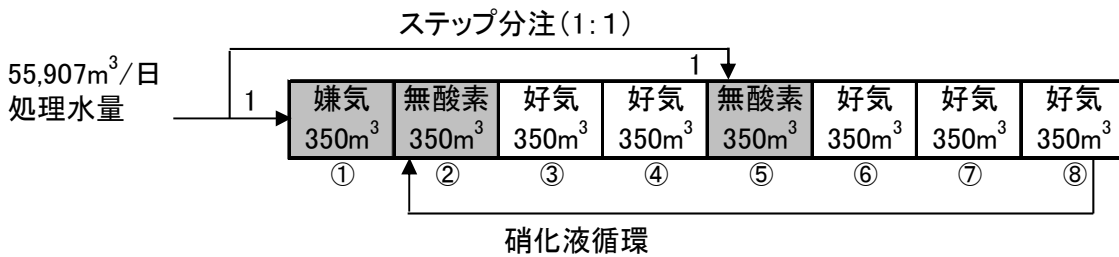 ステップ分注(1:1)
55,907m³/日
処理水量
1
1
嫌気 無酸素 好気 好気 無酸素 好気 好気 好気
350m³ 350m³ 350m³ 350m³ 350m³ 350m³ 350m³ 350m³
① ② ③ ④ ⑤ ⑥ ⑦ ⑧
硝化液循環